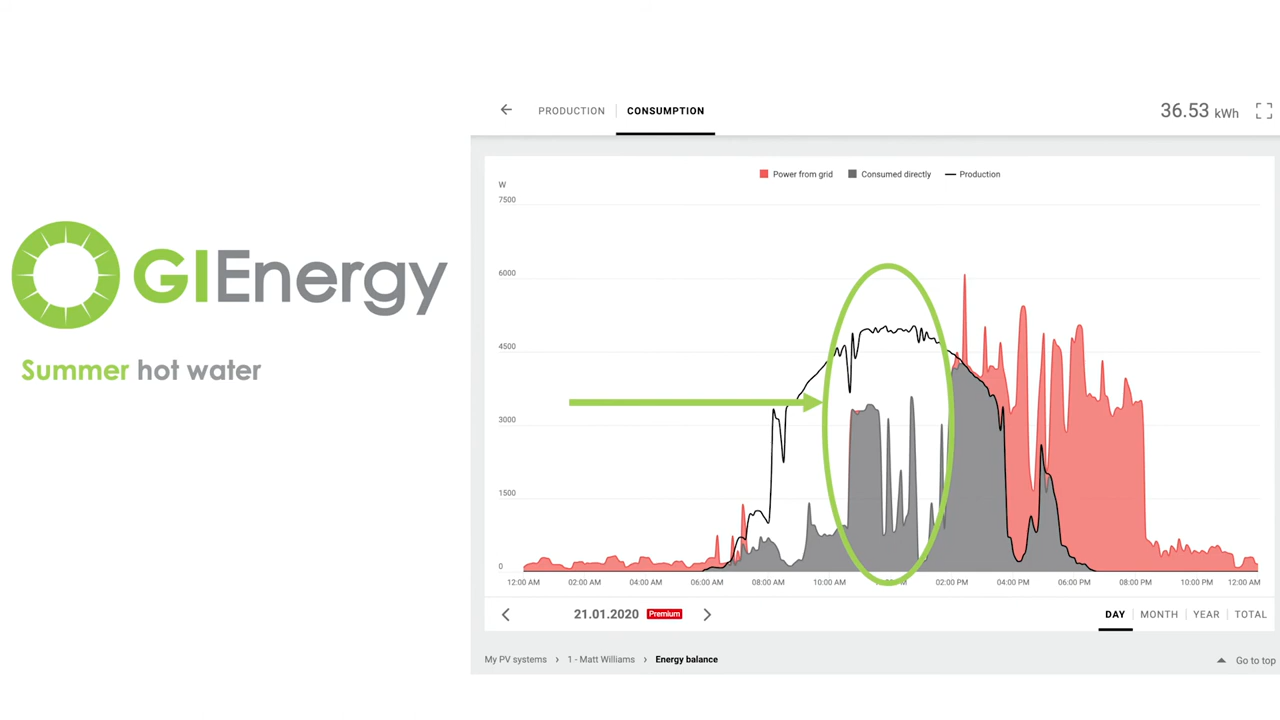 PRODUCTION
CONSUMPTION
36.53 kWh
Power from grid
Consumed directly
Production
W
7500
6000
4500
3000
1500
0
12:00 AM
02:00 AM
04:00 AM
06:00 AM
08:00 AM
10:00 AM
02:00 PM
04:00 PM
06:00 PM
08:00 PM
10:00 PM
12:00 AM
GIEnergy
Summer hot water
21.01.2020 Premium
DAY
MONTH
YEAR
TOTAL
My PV systems › 1 - Matt Williams › Energy balance
Go to top